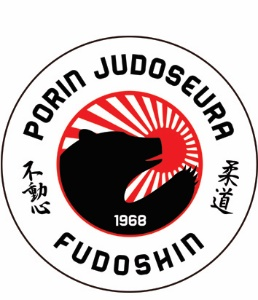 PORIN JUDOSEURA
不動心
柔道
1968
FUDOSHIN